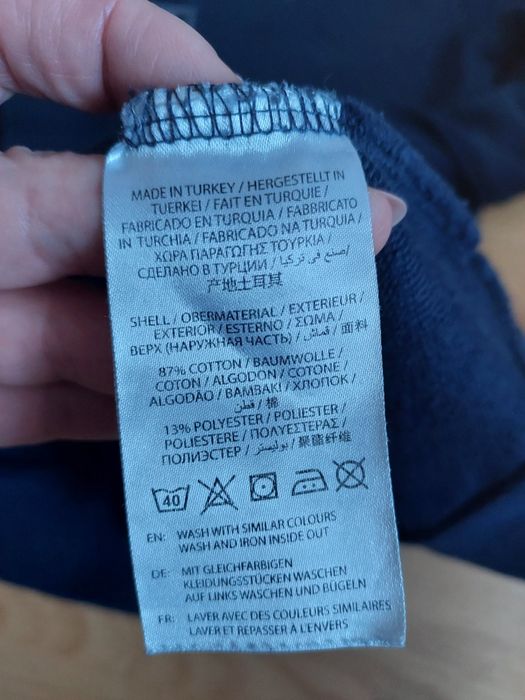 MADE IN TURKEY / HERGESTELLT IN
TUERKEI / FAIT EN TURQUIE /
FABRICADO EN TURQUIA / FABBRICATO
IN TURCHIA / FABRICADO NA TURQUIA /
ΧΩΡΑ ΠΑΡΑΓΩΓΗΣ ΤΟΥΡΚΙΑ /
СДЕЛАНО В ТУРЦИИ / صنع في تركيا /
产地土耳其
SHELL / OBERMATERIAL / EXTERIEUR /
EXTERIOR / ESTERNO / ΣΩΜΑ /
ВЕРХ (НАРУЖНАЯ ЧАСТЬ) / قماش / 面料
87% COTTON / BAUMWOLLE /
COTON / ALGODON / COTONE /
ALGODÃO / BAMBAKI / ХЛОПОК /
قطن / 棉
13% POLYESTER / POLIESTER /
POLIESTERE / ΠΟΛΥΕΣΤΕΡΑΣ /
ПОЛИЭСТЕР / بوليستر / 聚酯纤维
40
EN: WASH WITH SIMILAR COLOURS
WASH AND IRON INSIDE OUT
DE: MIT GLEICHFARBIGEN
KLEIDUNGSSTÜCKEN WASCHEN
AUF LINKS WASCHEN UND BÜGELN
FR: LAVER AVEC DES COULEURS SIMILAIRES
LAVER ET REPASSER À L'ENVERS